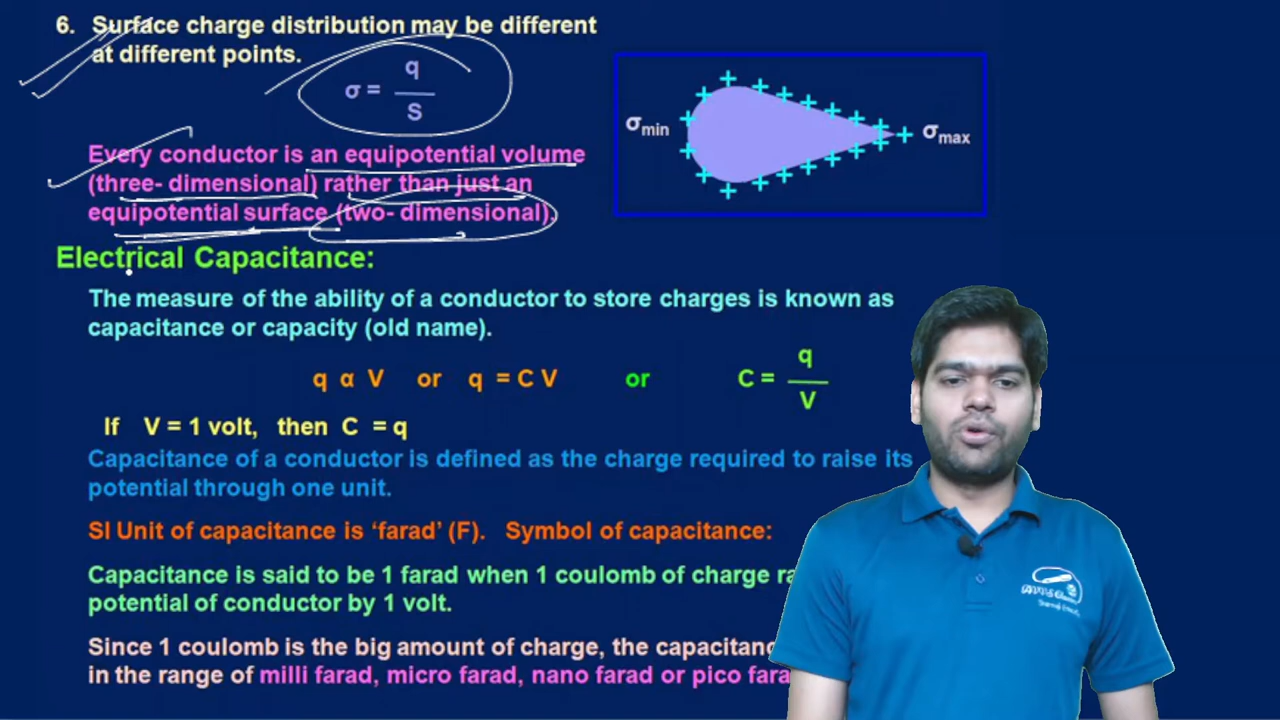 6. Surface charge distribution may be different
at different points.
σ = q / S
σmin
σmax
Every conductor is an equipotential volume
(three- dimensional) rather than just an
equipotential surface (two- dimensional).
Electrical Capacitance:
The measure of the ability of a conductor to store charges is known as
capacitance or capacity (old name).
q α V or q = C V or C = q / V
If V = 1 volt, then C = q
Capacitance of a conductor is defined as the charge required to raise its
potential through one unit.
SI Unit of capacitance is ‘farad’ (F). Symbol of capacitance:
Capacitance is said to be 1 farad when 1 coulomb of charge
potential of conductor by 1 volt.
Since 1 coulomb is the big amount of charge, the
in the range of milli farad, micro farad, nano farad or pico